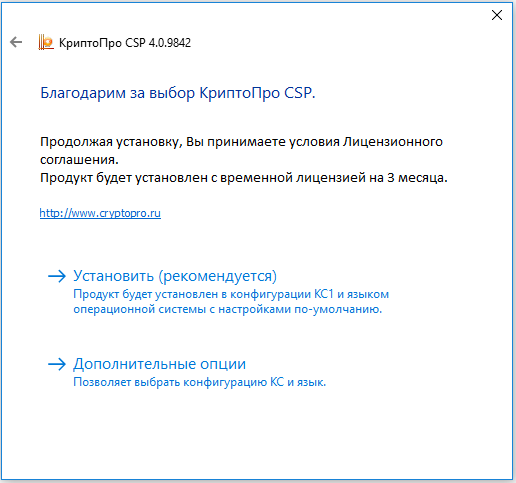 КриптоПро CSP 4.0.9842
Благодарим за выбор КриптоПро CSP.
Продолжая установку, Вы принимаете условия Лицензионного
соглашения.
Продукт будет установлен с временной лицензией на 3 месяца.
http://www.cryptopro.ru
Установить (рекомендуется)
Продукт будет установлен в конфигурации КС1 и языком
операционной системы с настройками по-умолчанию.
Дополнительные опции
Позволяет выбрать конфигурацию КС и язык.